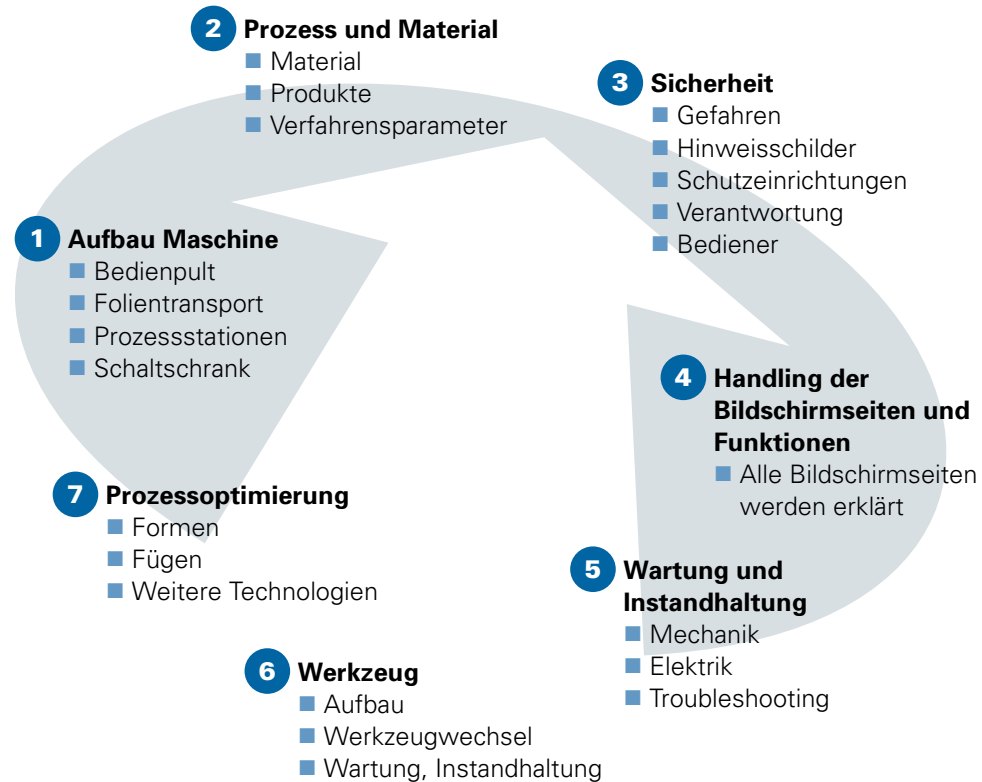 1 Aufbau Maschine
Bedienpult
Folientransport
Prozessstationen
Schaltschrank
2 Prozess und Material
Material
Produkte
Verfahrensparameter
3 Sicherheit
Gefahren
Hinweisschilder
Schutzeinrichtungen
Verantwortung
Bediener
4 Handling der
Bildschirmseiten und
Funktionen
Alle Bildschirmseiten
werden erklärt
5 Wartung und
Instandhaltung
Mechanik
Elektrik
Troubleshooting
6 Werkzeug
Aufbau
Werkzeugwechsel
Wartung, Instandhaltung
7 Prozessoptimierung
Formen
Fügen
Weitere Technologien